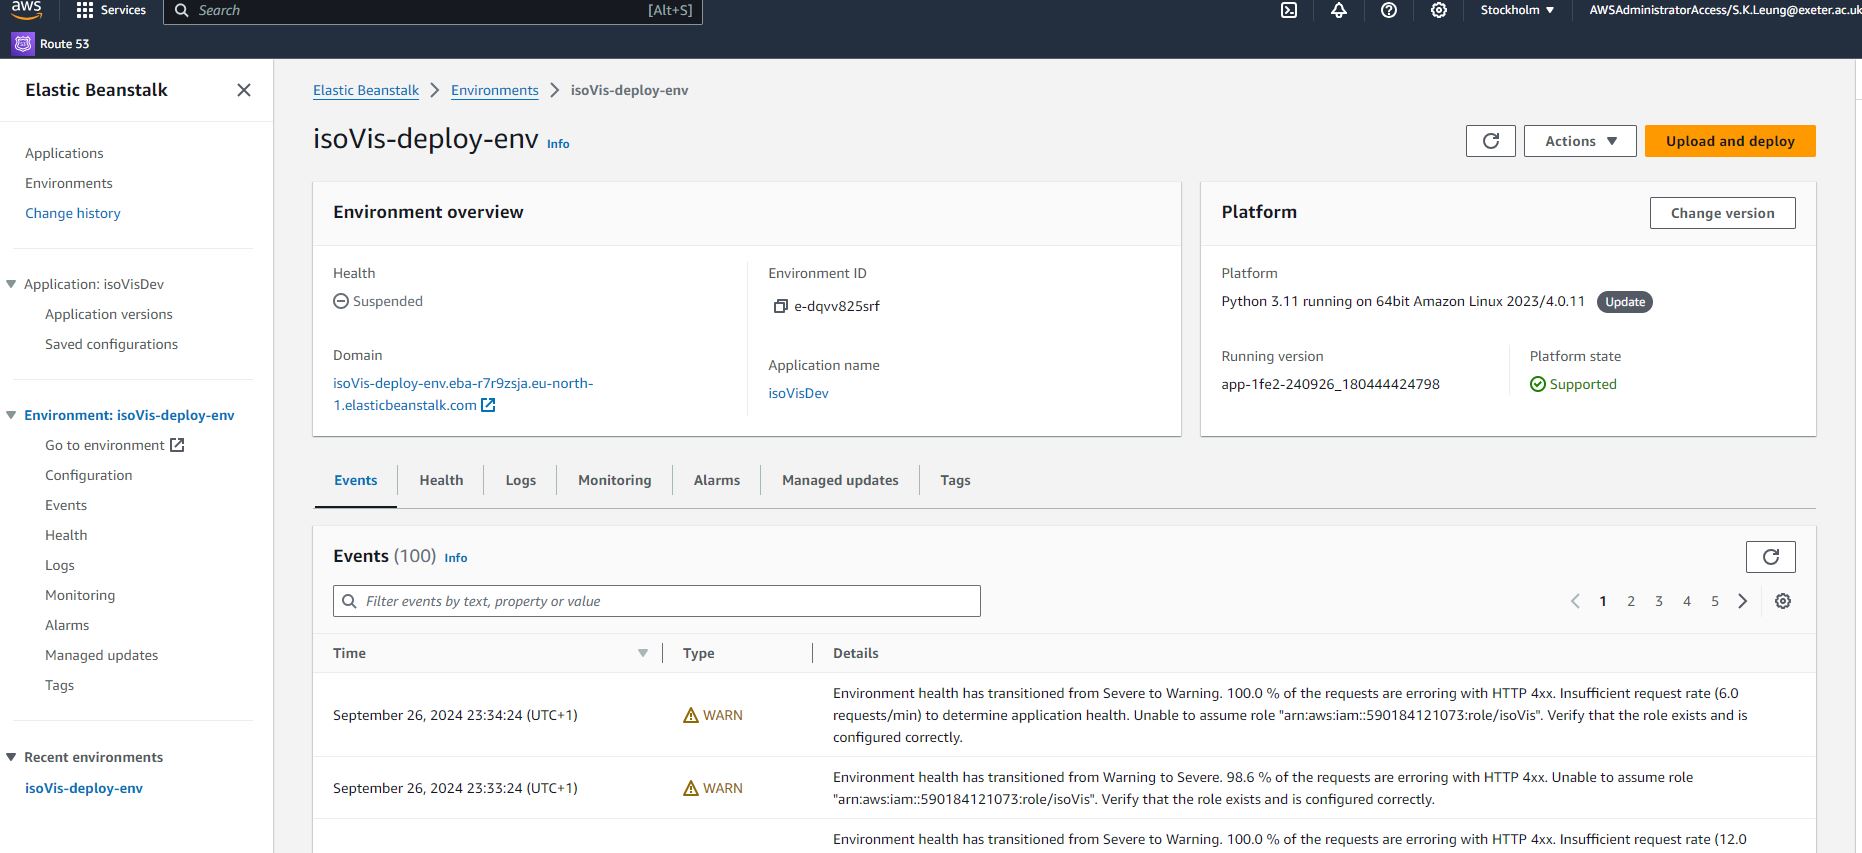 aws
Services
Search
[Alt+S]
Stockholm
AWSAdministratorAccess/S.K.Leung@exeter.ac.uk
Route 53
Elastic Beanstalk
Applications
Environments
Change history
Application: isoVisDev
Application versions
Saved configurations
Environment: isoVis-deploy-env
Go to environment
Configuration
Events
Health
Logs
Monitoring
Alarms
Managed updates
Tags
Recent environments
isoVis-deploy-env
Elastic Beanstalk > Environments > isoVis-deploy-env
isoVis-deploy-env Info
Actions
Upload and deploy
Environment overview
Health
Suspended
Domain
isoVis-deploy-env.eba-r7r9zsja.eu-north-
1.elasticbeanstalk.com
Environment ID
e-dqvv825srf
Application name
isoVisDev
Platform
Change version
Platform
Python 3.11 running on 64bit Amazon Linux 2023/4.0.11 Update
Running version
app-1fe2-240926_180444424798
Platform state
Supported
Events
Health
Logs
Monitoring
Alarms
Managed updates
Tags
Events (100) Info
Filter events by text, property or value
1 2 3 4 5
Time
Type
Details
September 26, 2024 23:34:24 (UTC+1)
WARN
Environment health has transitioned from Severe to Warning. 100.0 % of the requests are erroring with HTTP 4xx. Insufficient request rate (6.0
requests/min) to determine application health. Unable to assume role "arn:aws:iam::590184121073:role/isoVis". Verify that the role exists and is
configured correctly.
September 26, 2024 23:33:24 (UTC+1)
WARN
Environment health has transitioned from Warning to Severe. 98.6 % of the requests are erroring with HTTP 4xx. Unable to assume role
"arn:aws:iam::590184121073:role/isoVis". Verify that the role exists and is configured correctly.
Environment health has transitioned from Severe to Warning. 100.0 % of the requests are erroring with HTTP 4xx. Insufficient request rate (12.0